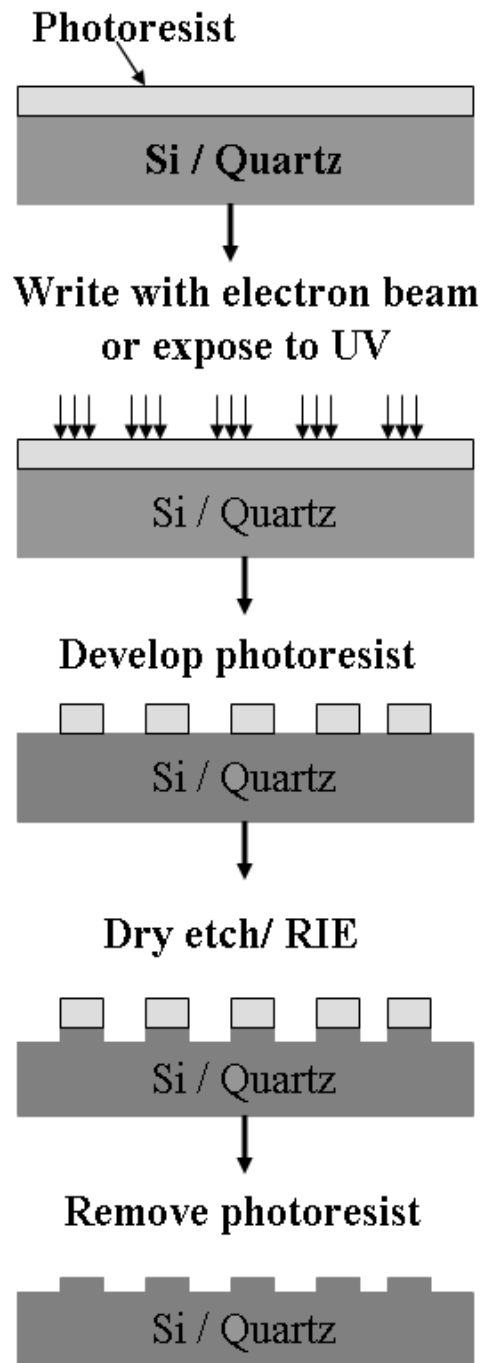 Photoresist
Si / Quartz
Write with electron beam
or expose to UV
Si / Quartz
Develop photoresist
Si / Quartz
Dry etch/ RIE
Si / Quartz
Remove photoresist
Si / Quartz